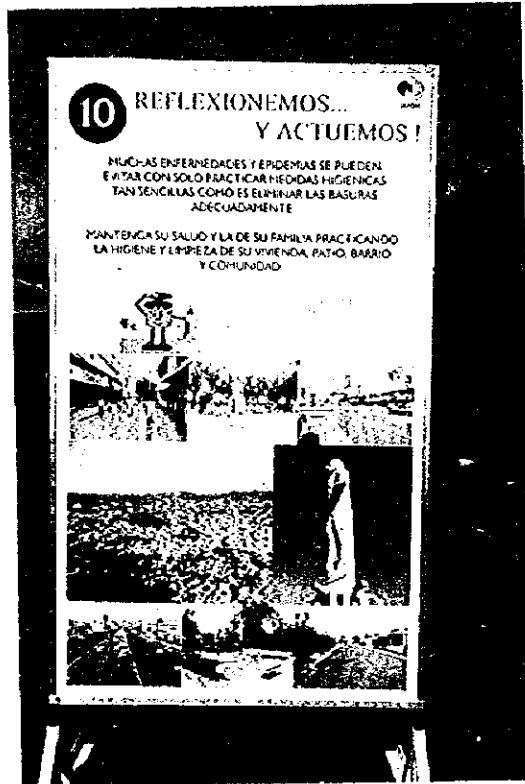 10
REFLEXIONEMOS...
Y ACTUEMOS !
MUCHAS ENFERMEDADES Y EPIDEMIAS SE PUEDEN
EVITAR CON SOLO PRACTICAR MEDIDAS HIGIENICAS
TAN SENCILLAS COMO ES ELIMINAR LAS BASURAS
ADECUADAMENTE
MANTENGA SU SALUD Y LA DE SU FAMILIA PRACTICANDO
LA HIGIENE Y LIMPIEZA DE SU VIVIENDA, PATIO, BARRIO
Y COMUNIDAD